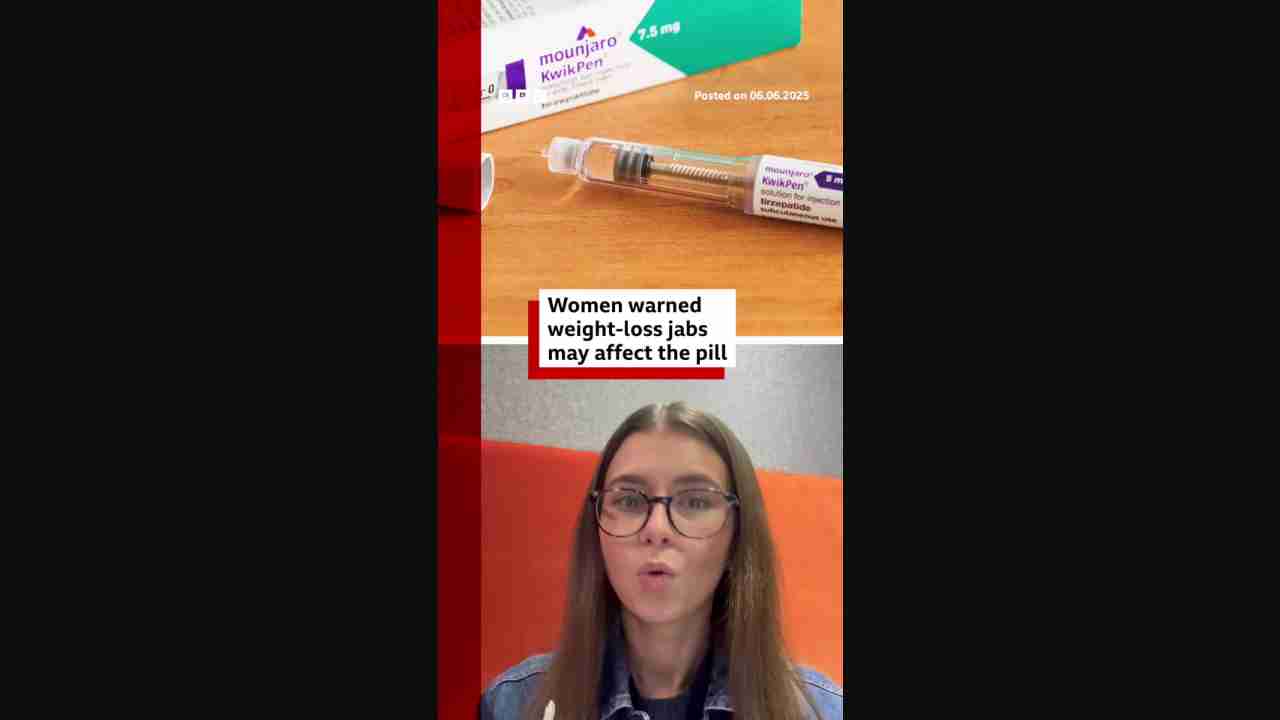 mounjaro
KwikPen
7.5 mg
BBC
Posted on 06.06.2025
mounjaro
KwikPen
solution for injection
tirzepatide
subcutaneous use
Women warned
weight-loss jabs
may affect the pill